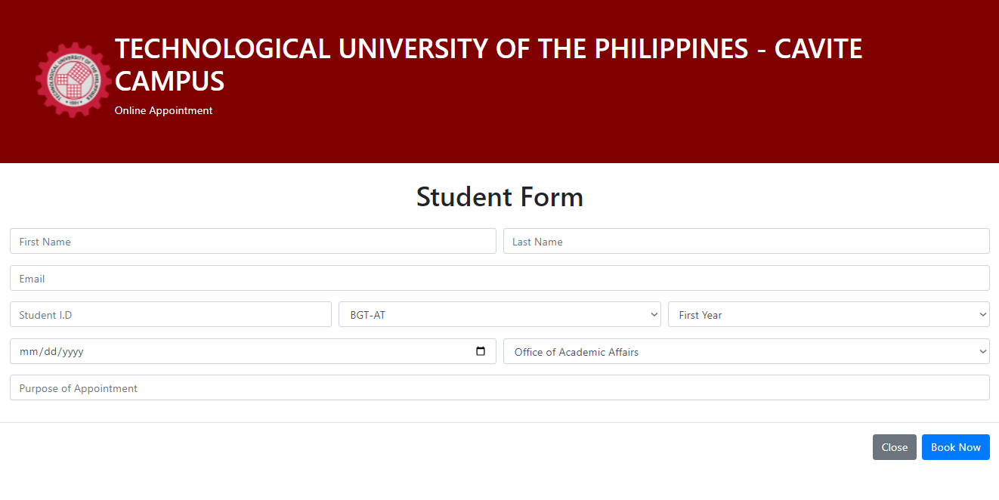 TECHNOLOGICAL UNIVERSITY OF THE PHILIPPINES - CAVITE
CAMPUS
Online Appointment
TECHNOLOGICAL UNIVERSITY OF THE PHILIPPINES
1901
Student Form
First Name
Last Name
Email
Student I.D
BGT-AT
First Year
mm/dd/yyyy
Office of Academic Affairs
Purpose of Appointment
Close
Book Now